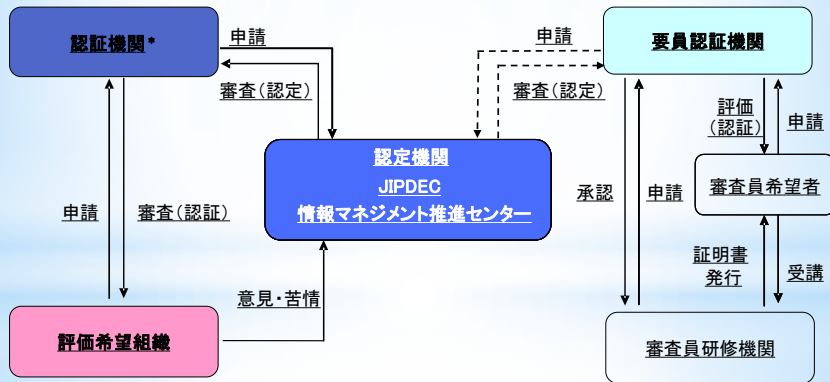 認証機関*
申請
審査(認定)
申請
審査(認定)
要員認証機関
評価
(認証)
申請
認定機関
JIPDEC
情報マネジメント推進センター
審査員希望者
申請
審査(認証)
承認
申請
証明書
発行
受講
意見・苦情
評価希望組織
審査員研修機関